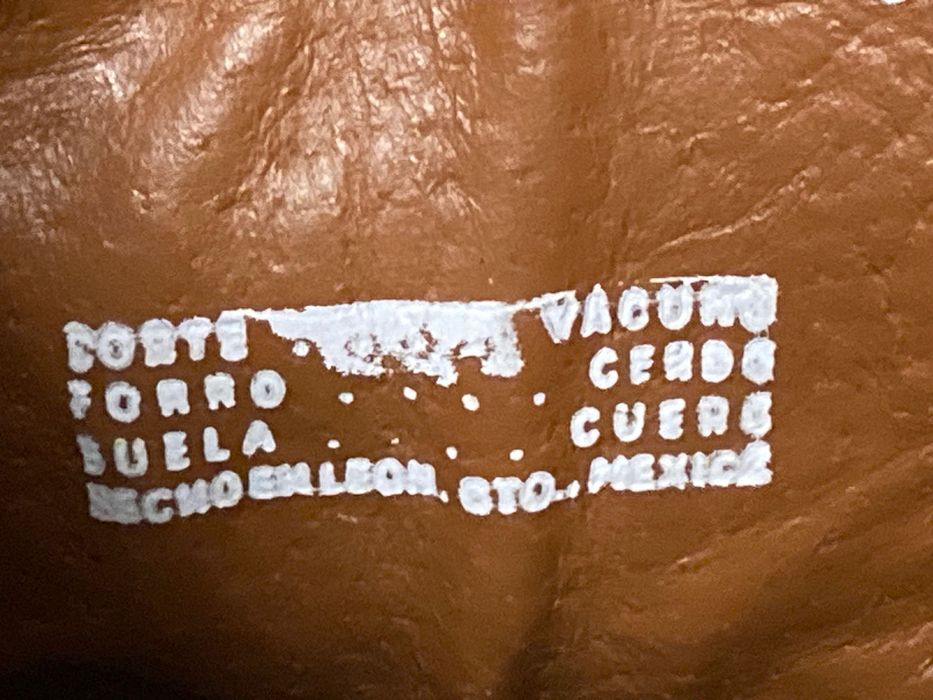 CORTE . VACUNO
FORRO . . . . CERDO
SUELA . . . . CUERO
HECHO EN LEON, GTO., MEXICO